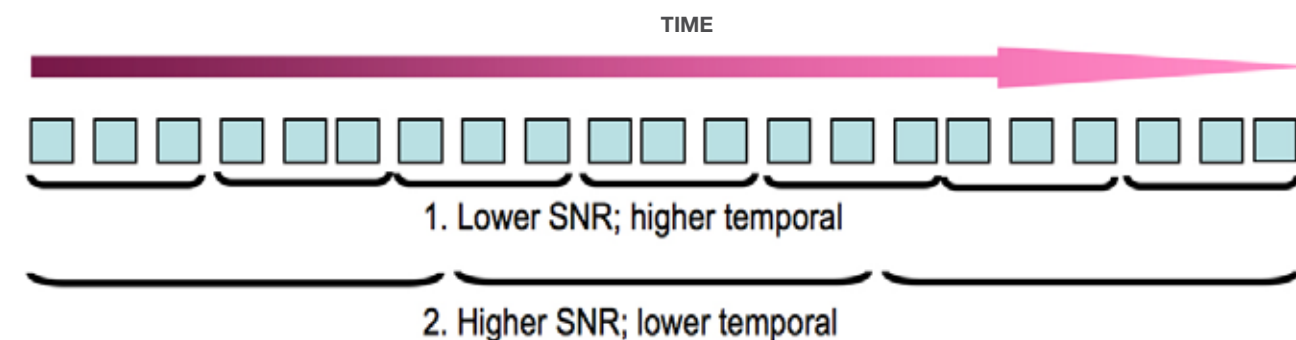 TIME
1. Lower SNR; higher temporal
2. Higher SNR; lower temporal